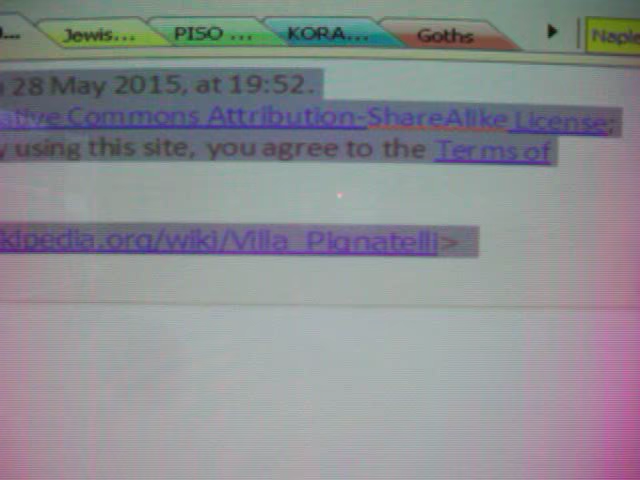 ... Jewis... PISO ... KORA... Goths Naple
28 May 2015, at 19:52.
ative Commons Attribution-ShareAlike License;
y using this site, you agree to the Terms of
kipedia.org/wiki/Villa_Pignatelli>